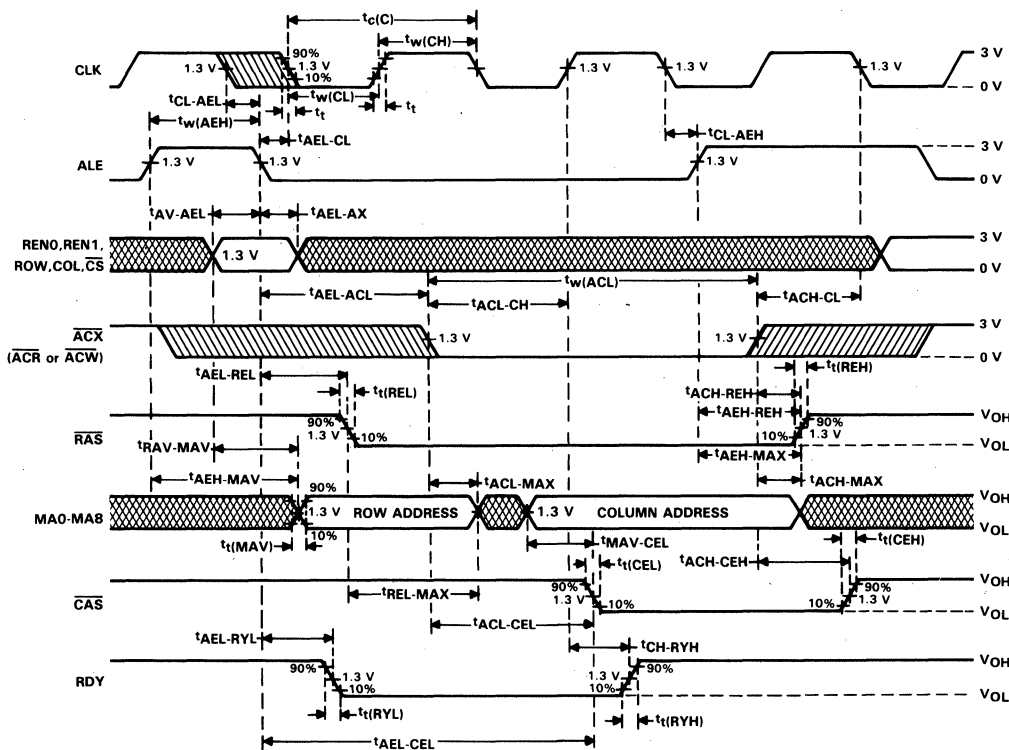 tc(C)
tw(CH)
90%
3 V
CLK
1.3 V
1.3 V
1.3 V
1.3 V
1.3 V
10%
0 V
tw(CL)
tCL-AEL
tt
tt
tw(AEH)
tCL-AEH
tAEL-CL
3 V
ALE
1.3 V
1.3 V
1.3 V
0 V
tAV-AEL
tAEL-AX
REN0,REN1,
ROW,COL,C̅S̅
3 V
1.3 V
0 V
tw(ACL)
tAEL-ACL
tACL-CH
tACH-CL
A̅C̅X̅
(A̅C̅R̅ or A̅C̅W̅)
3 V
1.3 V
1.3 V
0 V
tAEL-REL
tt(REL)
tt(REH)
tACH-REH
tAEH-REH
R̅A̅S̅
90%
1.3 V
10%
90%
1.3 V
10%
VOH
VOL
tRAV-MAV
tAEH-MAX
tAEH-MAV
tACL-MAX
tACH-MAX
MA0-MA8
90%
1.3 V
10%
ROW ADDRESS
1.3 V
COLUMN ADDRESS
VOH
VOL
tt(MAV)
tMAV-CEL
tt(CEH)
tt(CEL)
tACH-CEH
C̅A̅S̅
90%
1.3 V
10%
90%
1.3 V
10%
VOH
VOL
tREL-MAX
tACL-CEL
tAEL-RYL
tCH-RYH
RDY
90%
1.3 V
10%
90%
1.3 V
10%
VOH
VOL
tt(RYL)
tt(RYH)
tAEL-CEL